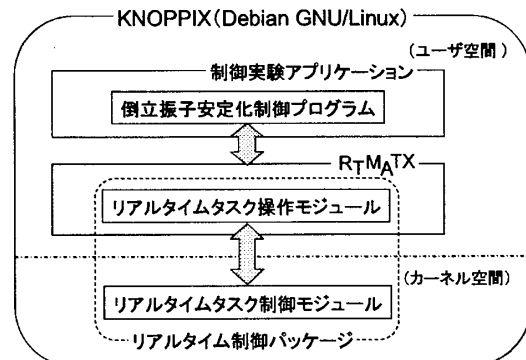 KNOPPIX(Debian GNU/Linux)
(ユーザ空間)
制御実験アプリケーション
倒立振子安定化制御プログラム
RTMATX
リアルタイムタスク操作モジュール
(カーネル空間)
リアルタイムタスク制御モジュール
リアルタイム制御パッケージ